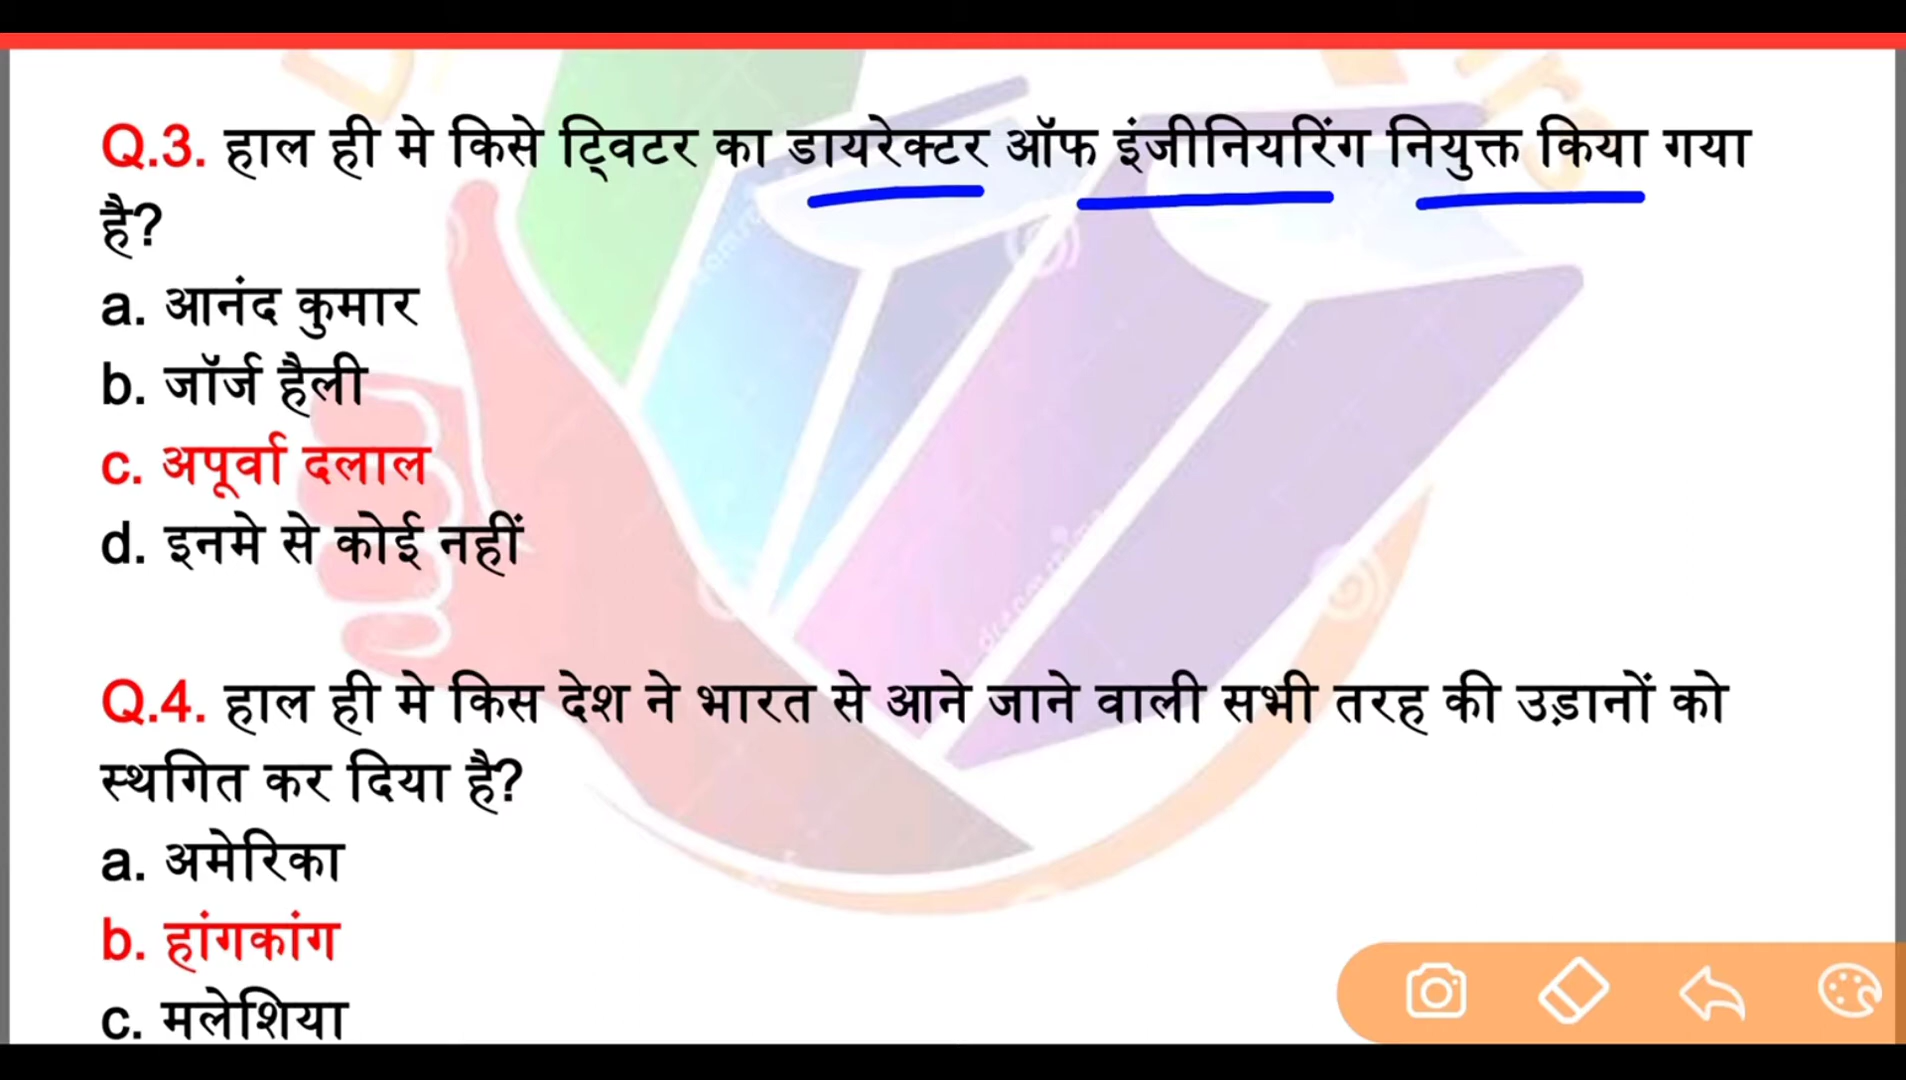 Q.3. हाल ही मे किसे ट्विटर का डायरेक्टर ऑफ इंजीनियरिंग नियुक्त किया गया
है?
a. आनंद कुमार
b. जॉर्ज हैली
c. अपूर्वा दलाल
d. इनमे से कोई नहीं
Q.4. हाल ही मे किस देश ने भारत से आने जाने वाली सभी तरह की उड़ानों को
स्थगित कर दिया है?
a. अमेरिका
b. हांगकांग
c. मलेशिया